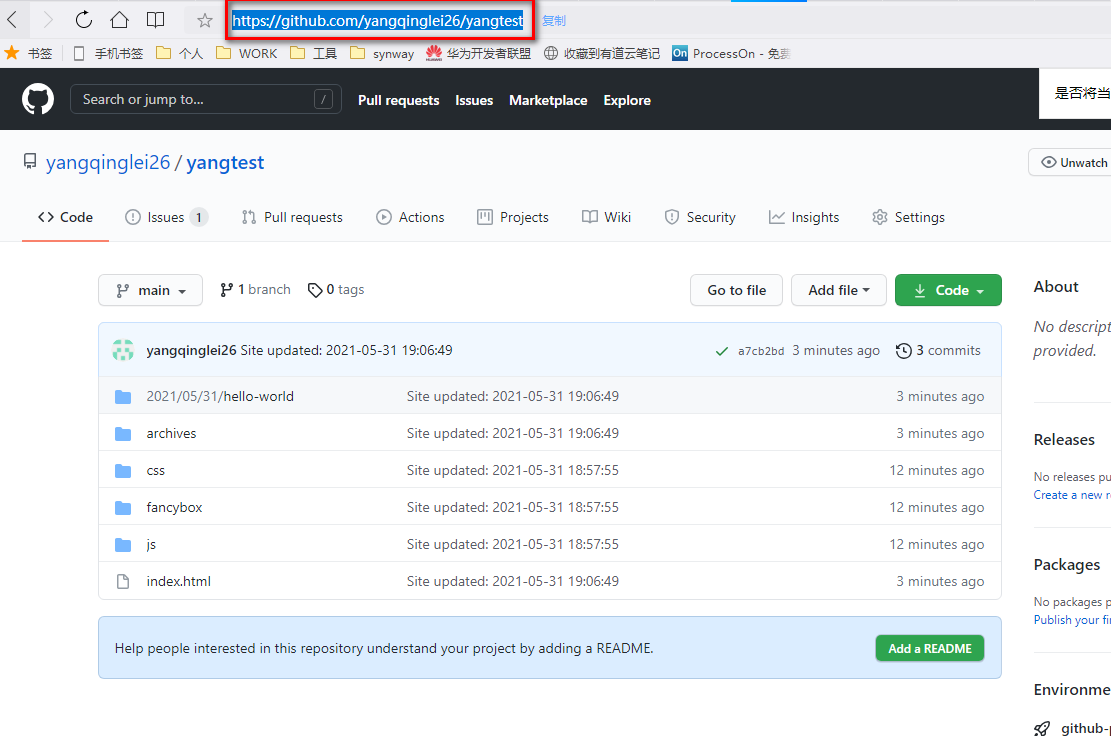 https://github.com/yangqinglei26/yangtest 复制
书签 手机书签 个人 WORK 工具 synway 华为开发者联盟 收藏到有道云笔记 On ProcessOn - 免费
Search or jump to... / Pull requests Issues Marketplace Explore
是否将当
yangqinglei26 / yangtest
Unwatch
Code Issues 1 Pull requests Actions Projects Wiki Security Insights Settings
main 1 branch 0 tags Go to file Add file Code
About
yangqinglei26 Site updated: 2021-05-31 19:06:49 a7cb2bd 3 minutes ago 3 commits
No descript
provided.
2021/05/31/hello-world Site updated: 2021-05-31 19:06:49 3 minutes ago
archives Site updated: 2021-05-31 19:06:49 3 minutes ago
Releases
css Site updated: 2021-05-31 18:57:55 12 minutes ago
No releases pu
Create a new r
fancybox Site updated: 2021-05-31 18:57:55 12 minutes ago
js Site updated: 2021-05-31 18:57:55 12 minutes ago
Packages
index.html Site updated: 2021-05-31 19:06:49 3 minutes ago
No packages p
Publish your fi
Help people interested in this repository understand your project by adding a README. Add a README
Environme
github-p